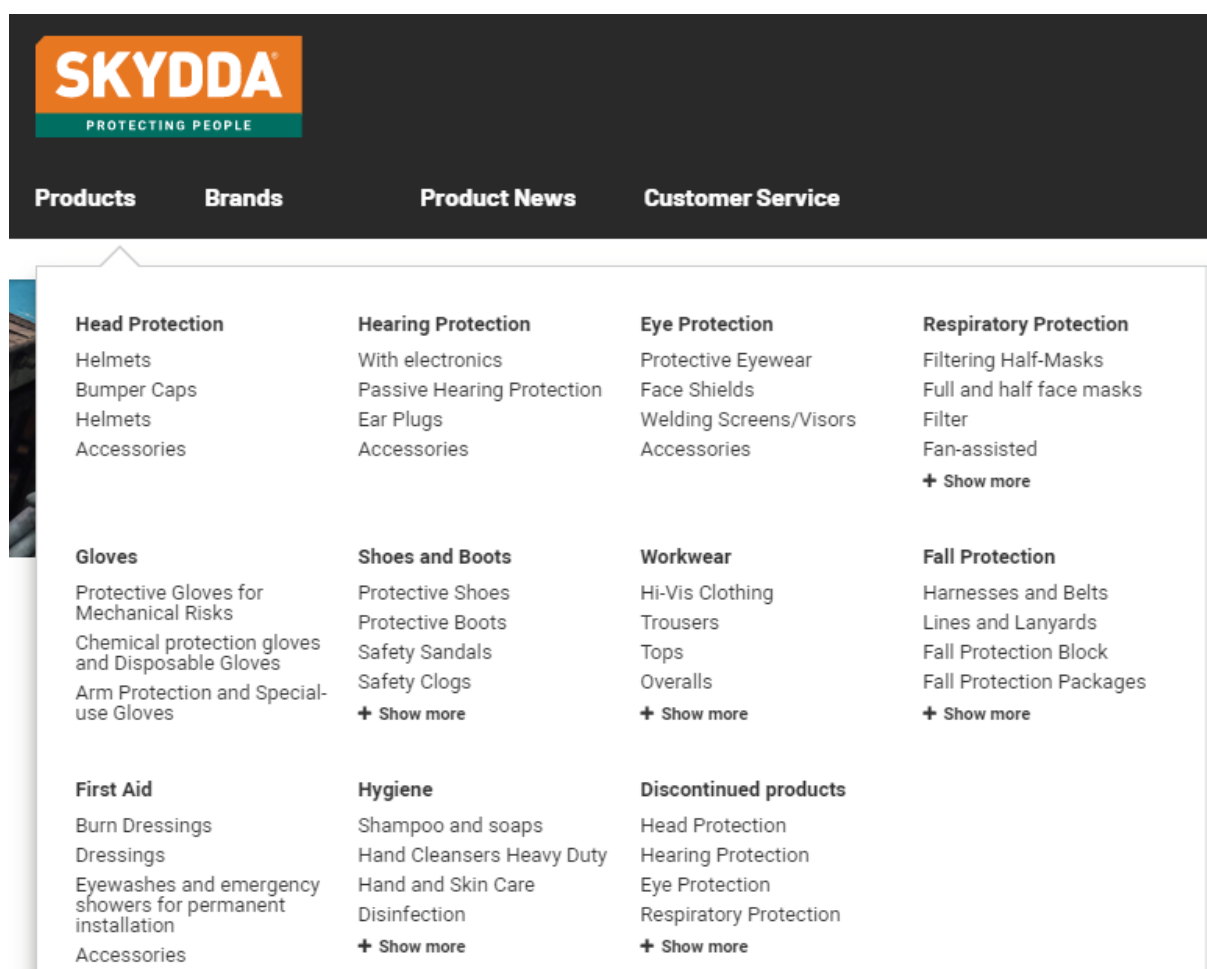 SKYDDA
PROTECTING PEOPLE
Products
Brands
Product News
Customer Service
Head Protection
Helmets
Bumper Caps
Helmets
Accessories
Hearing Protection
With electronics
Passive Hearing Protection
Ear Plugs
Accessories
Eye Protection
Protective Eyewear
Face Shields
Welding Screens/Visors
Accessories
Respiratory Protection
Filtering Half-Masks
Full and half face masks
Filter
Fan-assisted
+ Show more
Gloves
Protective Gloves for
Mechanical Risks
Chemical protection gloves
and Disposable Gloves
Arm Protection and Special-
use Gloves
Shoes and Boots
Protective Shoes
Protective Boots
Safety Sandals
Safety Clogs
+ Show more
Workwear
Hi-Vis Clothing
Trousers
Tops
Overalls
+ Show more
Fall Protection
Harnesses and Belts
Lines and Lanyards
Fall Protection Block
Fall Protection Packages
+ Show more
First Aid
Burn Dressings
Dressings
Eyewashes and emergency
showers for permanent
installation
Accessories
Hygiene
Shampoo and soaps
Hand Cleansers Heavy Duty
Hand and Skin Care
Disinfection
+ Show more
Discontinued products
Head Protection
Hearing Protection
Eye Protection
Respiratory Protection
+ Show more